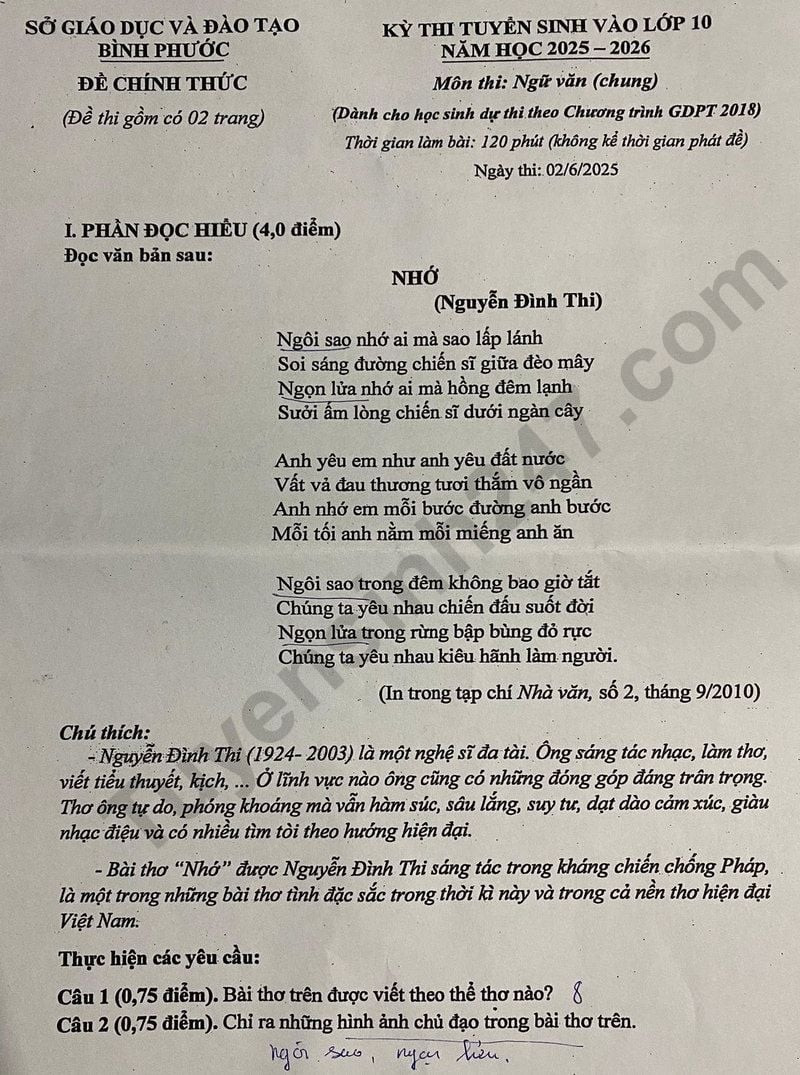 SỞ GIÁO DỤC VÀ ĐÀO TẠO
BÌNH PHƯỚC
ĐỀ CHÍNH THỨC
(Đề thi gồm có 02 trang)
KỲ THI TUYỂN SINH VÀO LỚP 10
NĂM HỌC 2025 – 2026
Môn thi: Ngữ văn (chung)
(Dành cho học sinh dự thi theo Chương trình GDPT 2018)
Thời gian làm bài: 120 phút (không kể thời gian phát đề)
Ngày thi: 02/6/2025
I. PHẦN ĐỌC HIỂU (4,0 điểm)
Đọc văn bản sau:
NHỚ
(Nguyễn Đình Thi)
Ngôi sao nhớ ai mà sao lấp lánh
Soi sáng đường chiến sĩ giữa đèo mây
Ngọn lửa nhớ ai mà hồng đêm lạnh
Sưởi ấm lòng chiến sĩ dưới ngàn cây
Anh yêu em như anh yêu đất nước
Vất vả đau thương tươi thắm vô ngần
Anh nhớ em mỗi bước đường anh bước
Mỗi tối anh nằm mỗi miếng anh ăn
Ngôi sao trong đêm không bao giờ tắt
Chúng ta yêu nhau chiến đấu suốt đời
Ngọn lửa trong rừng bập bùng đỏ rực
Chúng ta yêu nhau kiêu hãnh làm người.
(In trong tạp chí Nhà văn, số 2, tháng 9/2010)
Chú thích:
- Nguyễn Đình Thi (1924- 2003) là một nghệ sĩ đa tài. Ông sáng tác nhạc, làm thơ,
viết tiểu thuyết, kịch, ... Ở lĩnh vực nào ông cũng có những đóng góp đáng trân trọng.
Thơ ông tự do, phóng khoáng mà vẫn hàm súc, sâu lắng, suy tư, dạt dào cảm xúc, giàu
nhạc điệu và có nhiều tìm tòi theo hướng hiện đại.
- Bài thơ “Nhớ” được Nguyễn Đình Thi sáng tác trong kháng chiến chống Pháp,
là một trong những bài thơ tình đặc sắc trong thời kì này và trong cả nền thơ hiện đại
Việt Nam.
Thực hiện các yêu cầu:
Câu 1 (0,75 điểm). Bài thơ trên được viết theo thể thơ nào? 8
Câu 2 (0,75 điểm). Chỉ ra những hình ảnh chủ đạo trong bài thơ trên.
ngôi sao, ngọn